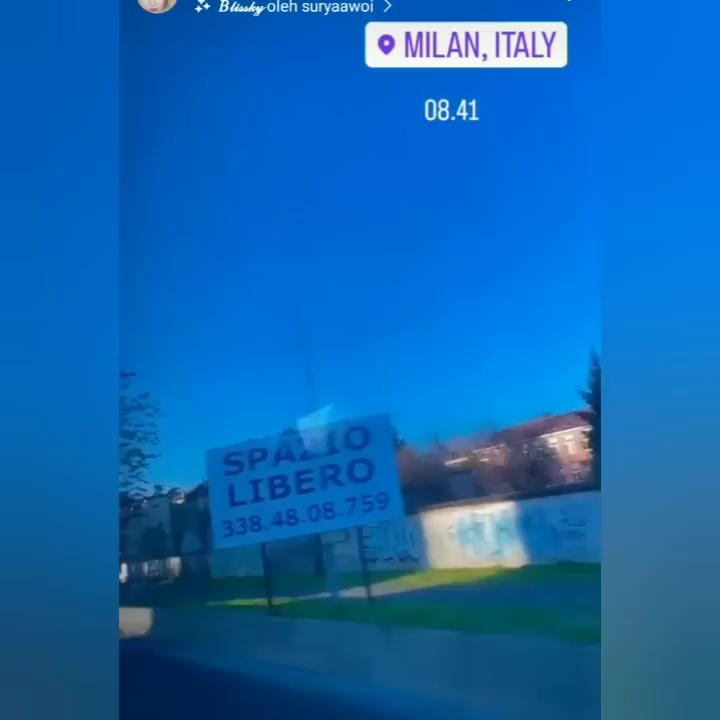 Blissky oleh suryaawoi
MILAN, ITALY
08.41
SPAZIO
LIBERO
338.48.08.759